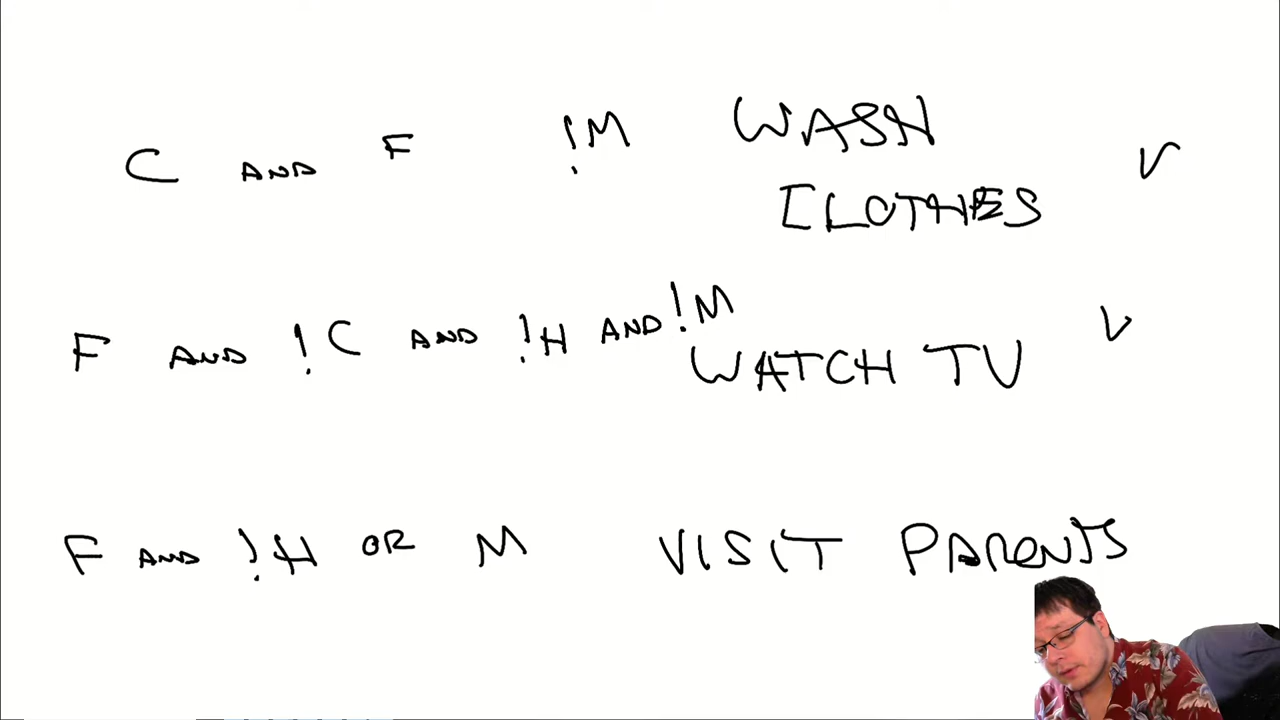 C AND F !M WASH
CLOTHES V
F AND !C AND !H AND !M
WATCH TV V
F AND !H OR M VISIT PARENTS